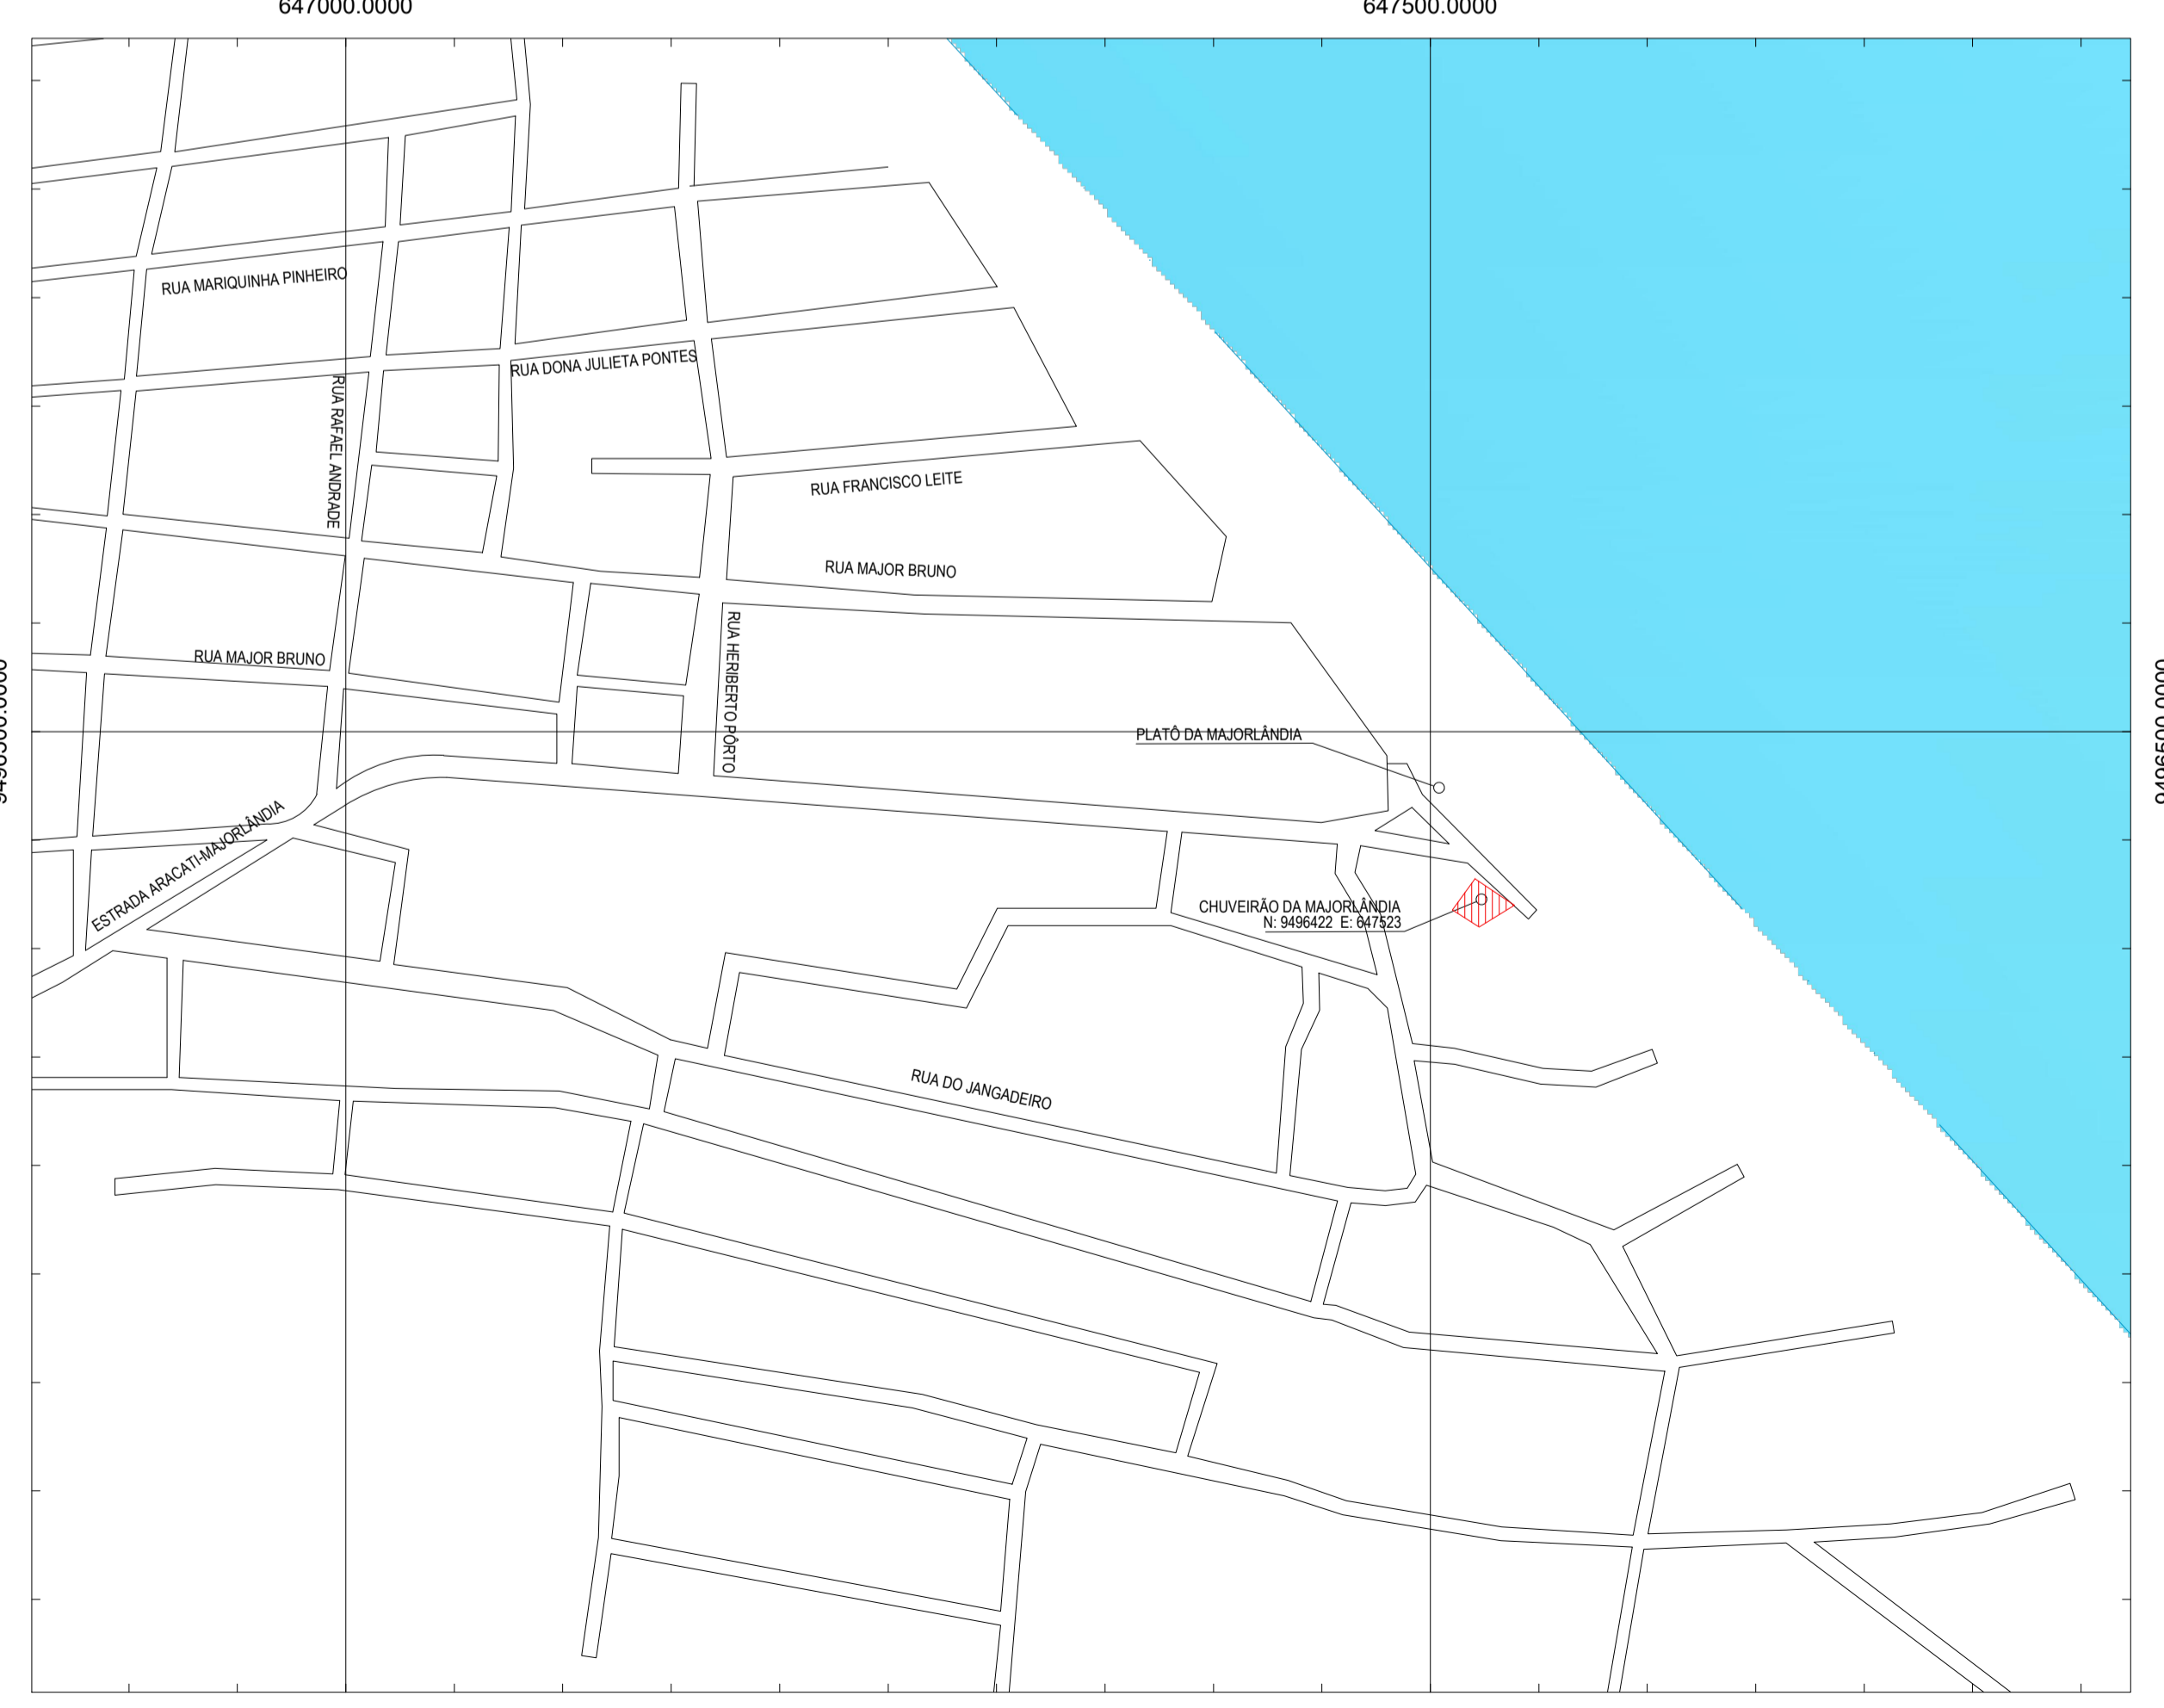 647000.0000
647500.0000
RUA MARIQUINHA PINHEIRO
RUA DONA JULIETA PONTES
RUA RAFAEL ANDRADE
RUA FRANCISCO LEITE
RUA MAJOR BRUNO
RUA HERIBERTO PÔRTO
RUA MAJOR BRUNO
9496500.0000
9496500.0000
PLATÔ DA MAJORLÂNDIA
ESTRADA ARACATI-MAJORLÂNDIA
CHUVEIRÃO DA MAJORLÂNDIA
N: 9496422 E: 647523
RUA DO JANGADEIRO